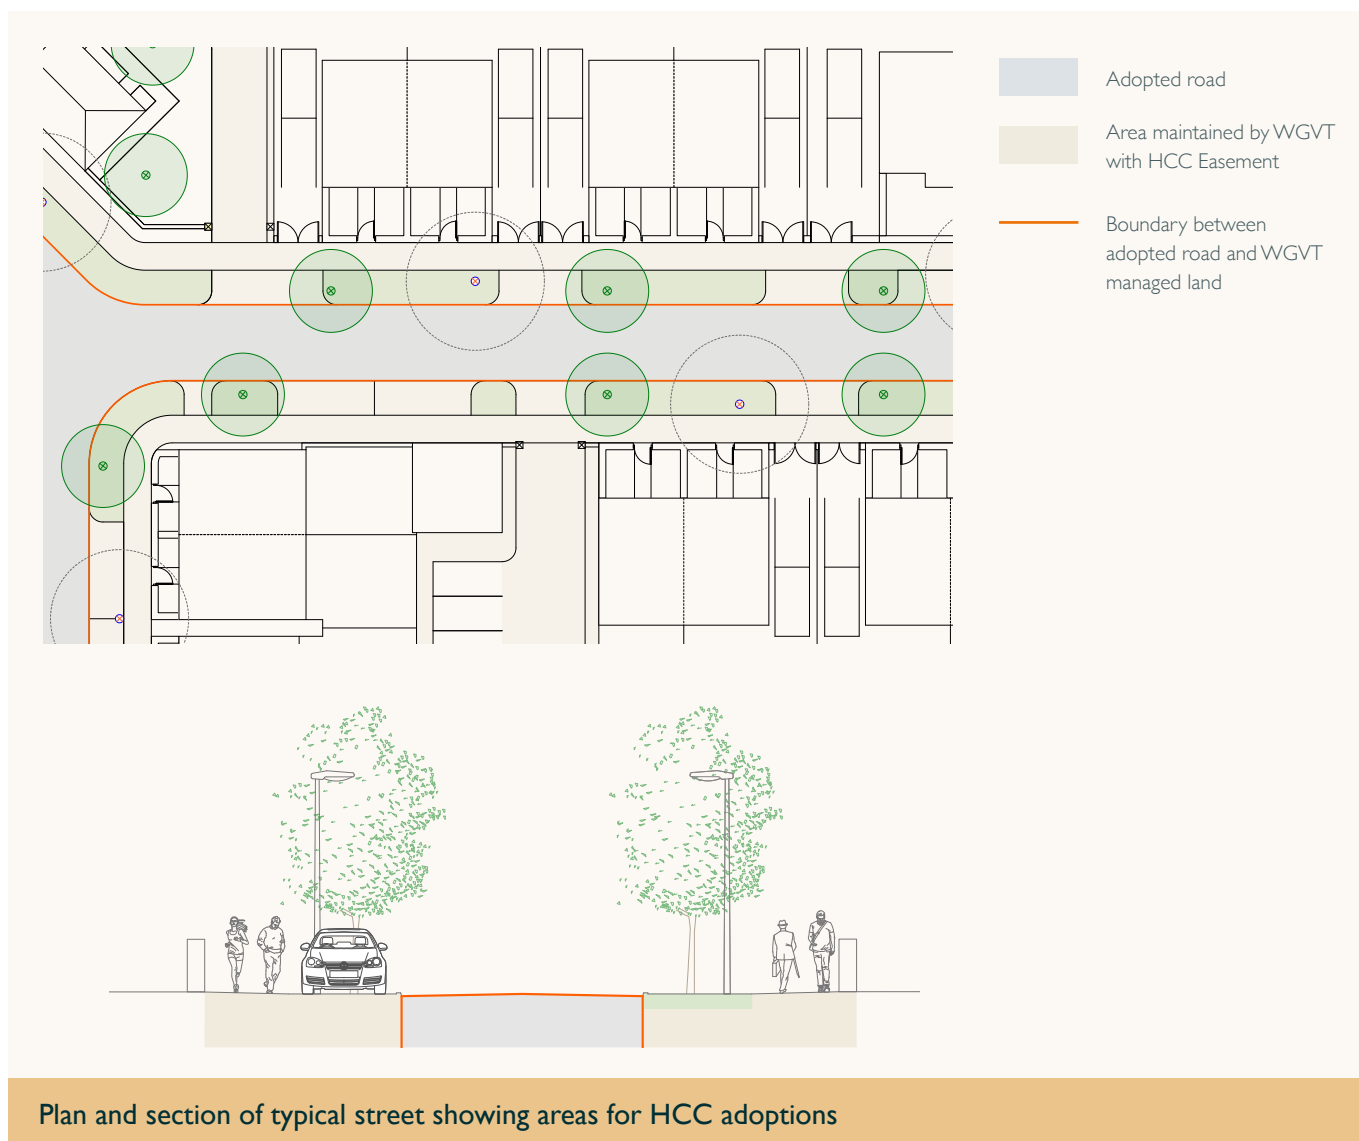 Adopted road
Area maintained by WGVT
with HCC Easement
Boundary between
adopted road and WGVT
managed land
Plan and section of typical street showing areas for HCC adoptions